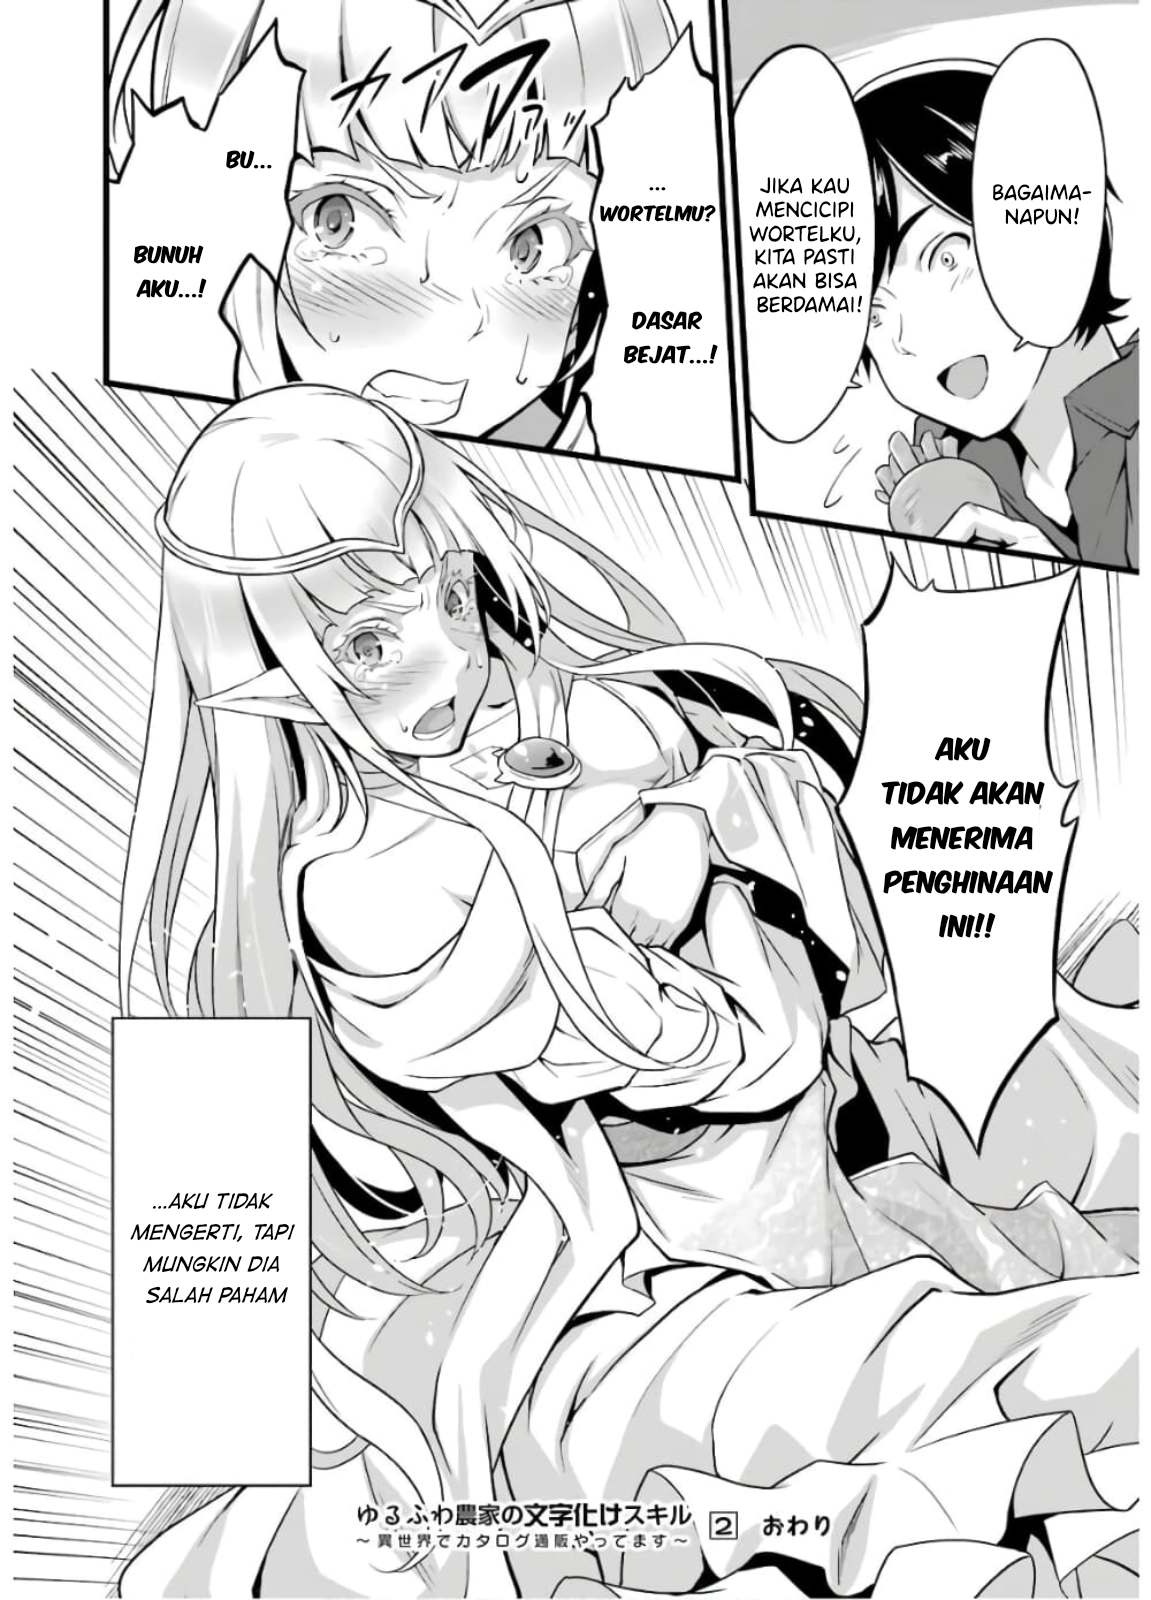 BAGAIMA-
NAPUN!
JIKA KAU
MENCICIPI
WORTELKU,
KITA PASTI
AKAN BISA
BERDAMAI!
...
WORTELMU?
DASAR
BEJAT...!
BU...
BUNUH
AKU...!
AKU
TIDAK AKAN
MENERIMA
PENGHINAAN
INI!!
...AKU TIDAK
MENGERTI, TAPI
MUNGKIN DIA
SALAH PAHAM
ゆるふわ農家の文字化けスキル
～異世界でカタログ通販やってます～
2 おわり